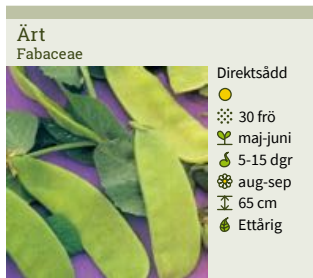 Ärt
Fabaceae
Direktsådd
30 frö
maj-juni
5-15 dgr
aug-sep
65 cm
Ettårig